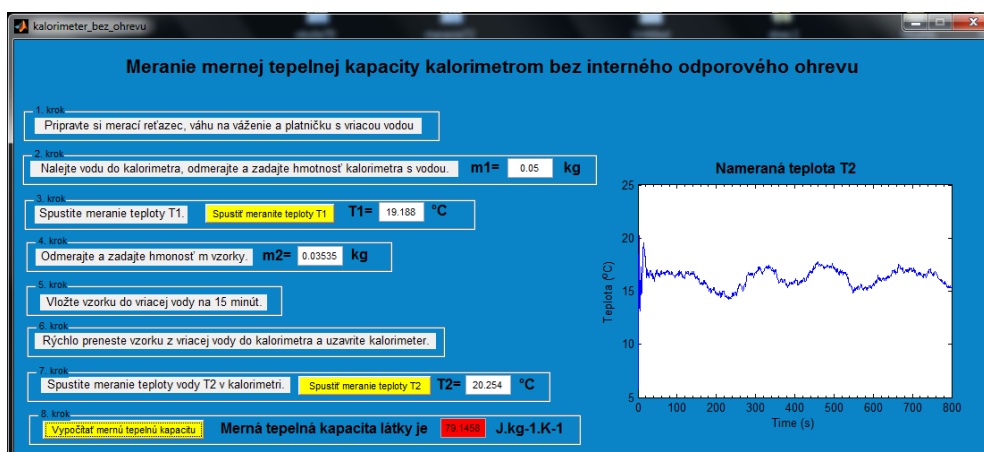 kalorimeter_bez_ohrevu
Meranie mernej tepelnej kapacity kalorimetrom bez interného odporového ohrevu
1. krok
Pripravte si merací reťazec, váhu na váženie a platničku s vriacou vodou
2. krok
Nalejte vodu do kalorimetra, odmerajte a zadajte hmotnosť kalorimetra s vodou. m1= 0.05 kg
3. krok
Spustite meranie teploty T1. Spustiť meranite teploty T1 T1= 19.188 °C
4. krok
Odmerajte a zadajte hmonosť m vzorky. m2= 0.03535 kg
5. krok
Vložte vzorku do vriacej vody na 15 minút.
6. krok
Rýchlo preneste vzorku z vriacej vody do kalorimetra a uzavrite kalorimeter.
7. krok
Spustite meranie teploty vody T2 v kalorimetri. Spustiť meranie teploty T2 T2= 20.254 °C
8. krok
Vypočítať mernú tepelnú kapacitu Merná tepelná kapacita látky je 79.1458 J.kg-1.K-1
Nameraná teplota T2
Teplota (ºC)
25
20
15
10
5
0 100 200 300 400 500 600 700 800
Time (s)